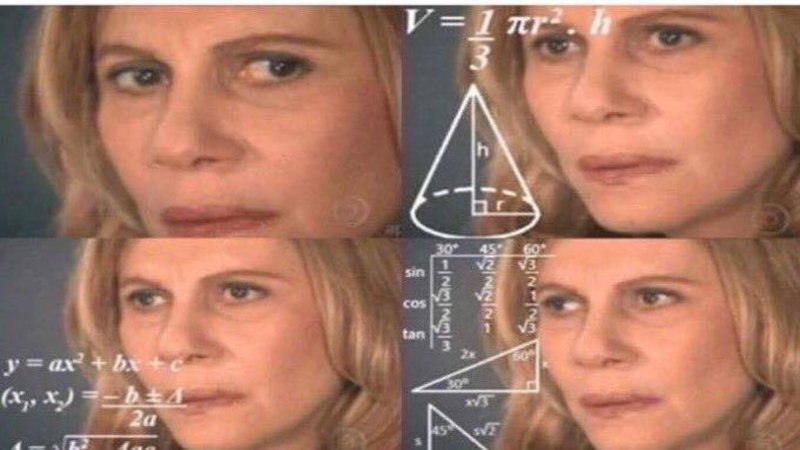 V = 1/3 πr². h
h
r
y = ax² + bx + c
(x₁, x₂) = -b ± Δ / 2a
30° 45° 60°
sin 1/2 √2/2 √3/2
cos √3/2 √2/2 1/2
tan √3/3 1 √3
2x 60° x
30°
x√3
45° s√2
s